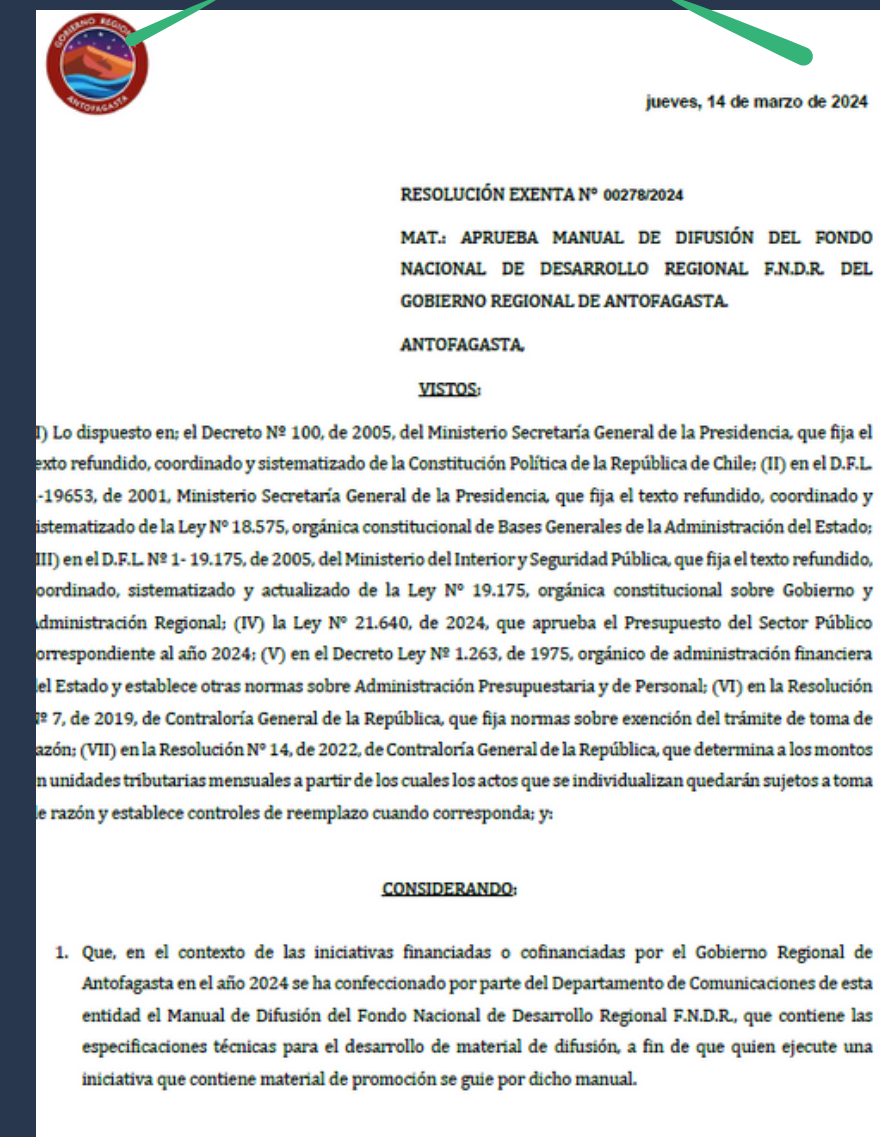 GOBIERNO REGIONAL
ANTOFAGASTA
jueves, 14 de marzo de 2024
RESOLUCIÓN EXENTA Nº 00278/2024
MAT.: APRUEBA MANUAL DE DIFUSIÓN DEL FONDO
NACIONAL DE DESARROLLO REGIONAL F.N.D.R. DEL
GOBIERNO REGIONAL DE ANTOFAGASTA.
ANTOFAGASTA,
VISTOS:
I) Lo dispuesto en; el Decreto Nº 100, de 2005, del Ministerio Secretaría General de la Presidencia, que fija el
exto refundido, coordinado y sistematizado de la Constitución Política de la República de Chile; (II) en el D.F.L.
-19653, de 2001, Ministerio Secretaría General de la Presidencia, que fija el texto refundido, coordinado y
istematizado de la Ley Nº 18.575, orgánica constitucional de Bases Generales de la Administración del Estado;
III) en el D.F.L. Nº 1- 19.175, de 2005, del Ministerio del Interior y Seguridad Pública, que fija el texto refundido,
oordinado, sistematizado y actualizado de la Ley Nº 19.175, orgánica constitucional sobre Gobierno y
dministración Regional; (IV) la Ley Nº 21.640, de 2024, que aprueba el Presupuesto del Sector Público
orrespondiente al año 2024; (V) en el Decreto Ley Nº 1.263, de 1975, orgánico de administración financiera
el Estado y establece otras normas sobre Administración Presupuestaria y de Personal; (VI) en la Resolución
º 7, de 2019, de Contraloría General de la República, que fija normas sobre exención del trámite de toma de
azón; (VII) en la Resolución Nº 14, de 2022, de Contraloría General de la República, que determina a los montos
n unidades tributarias mensuales a partir de los cuales los actos que se individualizan quedarán sujetos a toma
e razón y establece controles de reemplazo cuando corresponda; y:
CONSIDERANDO:
1. Que, en el contexto de las iniciativas financiadas o cofinanciadas por el Gobierno Regional de
Antofagasta en el año 2024 se ha confeccionado por parte del Departamento de Comunicaciones de esta
entidad el Manual de Difusión del Fondo Nacional de Desarrollo Regional F.N.D.R., que contiene las
especificaciones técnicas para el desarrollo de material de difusión, a fin de que quien ejecute una
iniciativa que contiene material de promoción se guie por dicho manual.